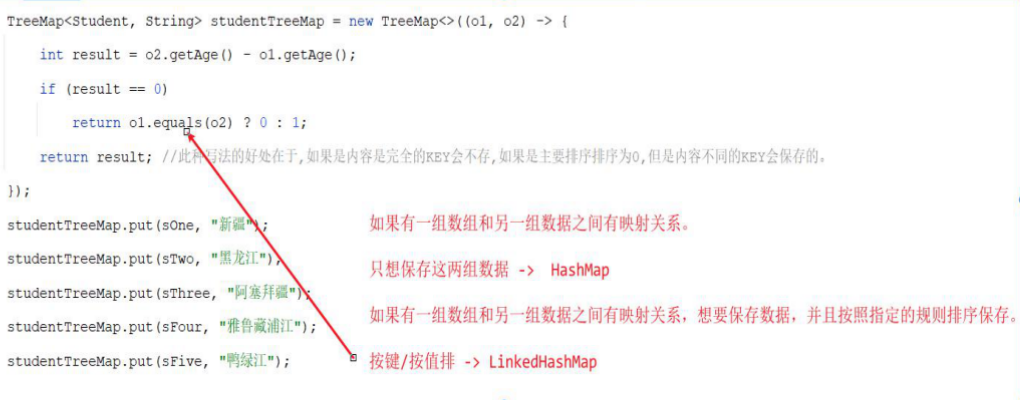 TreeMap<Student, String> studentTreeMap = new TreeMap<>((o1, o2) -> {
int result = o2.getAge() - o1.getAge();
if (result == 0)
return o1.equals(o2) ? 0 : 1;
return result; //此种写法的好处在于,如果是内容是完全的KEY会不存,如果是主要排序排序为0,但是内容不同的KEY会保存的。
});
studentTreeMap.put(sOne, "新疆");
如果有一组数组和另一组数据之间有映射关系。
studentTreeMap.put(sTwo, "黑龙江");
只想保存这两组数据 -> HashMap
studentTreeMap.put(sThree, "阿塞拜疆");
如果有一组数组和另一组数据之间有映射关系，想要保存数据，并且按照指定的规则排序保存。
studentTreeMap.put(sFour, "雅鲁藏浦江");
studentTreeMap.put(sFive, "鸭绿江");
按键/按值排 -> LinkedHashMap